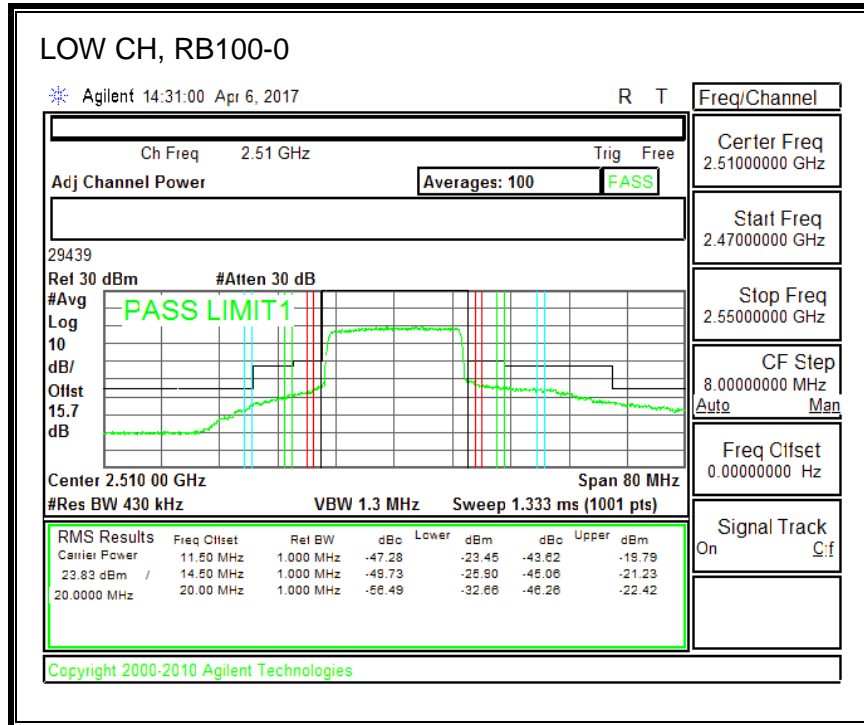 LOW CH, RB100-0
Agilent 14:31:00 Apr 6, 2017 R T
Ch Freq 2.51 GHz Trig Free
Adj Channel Power Averages: 100 PASS
29439
Ref 30 dBm #Atten 30 dB
#Avg
Log
10
dB/
Offst
15.7
dB
PASS LIMIT1
Center 2.510 00 GHz Span 80 MHz
#Res BW 430 kHz VBW 1.3 MHz Sweep 1.333 ms (1001 pts)
RMS Results Freq Offset Ref BW dBc Lower dBm dBc Upper dBm
Carrier Power 11.50 MHz 1.000 MHz -47.28 -23.45 -43.62 -19.79
23.83 dBm / 14.50 MHz 1.000 MHz -49.73 -25.90 -45.06 -21.23
20.0000 MHz 20.00 MHz 1.000 MHz -56.49 -32.66 -46.26 -22.42
Copyright 2000-2010 Agilent Technologies
Freq/Channel
Center Freq
2.51000000 GHz
Start Freq
2.47000000 GHz
Stop Freq
2.55000000 GHz
CF Step
8.00000000 MHz
Auto Man
Freq Offset
0.00000000 Hz
Signal Track
On Off